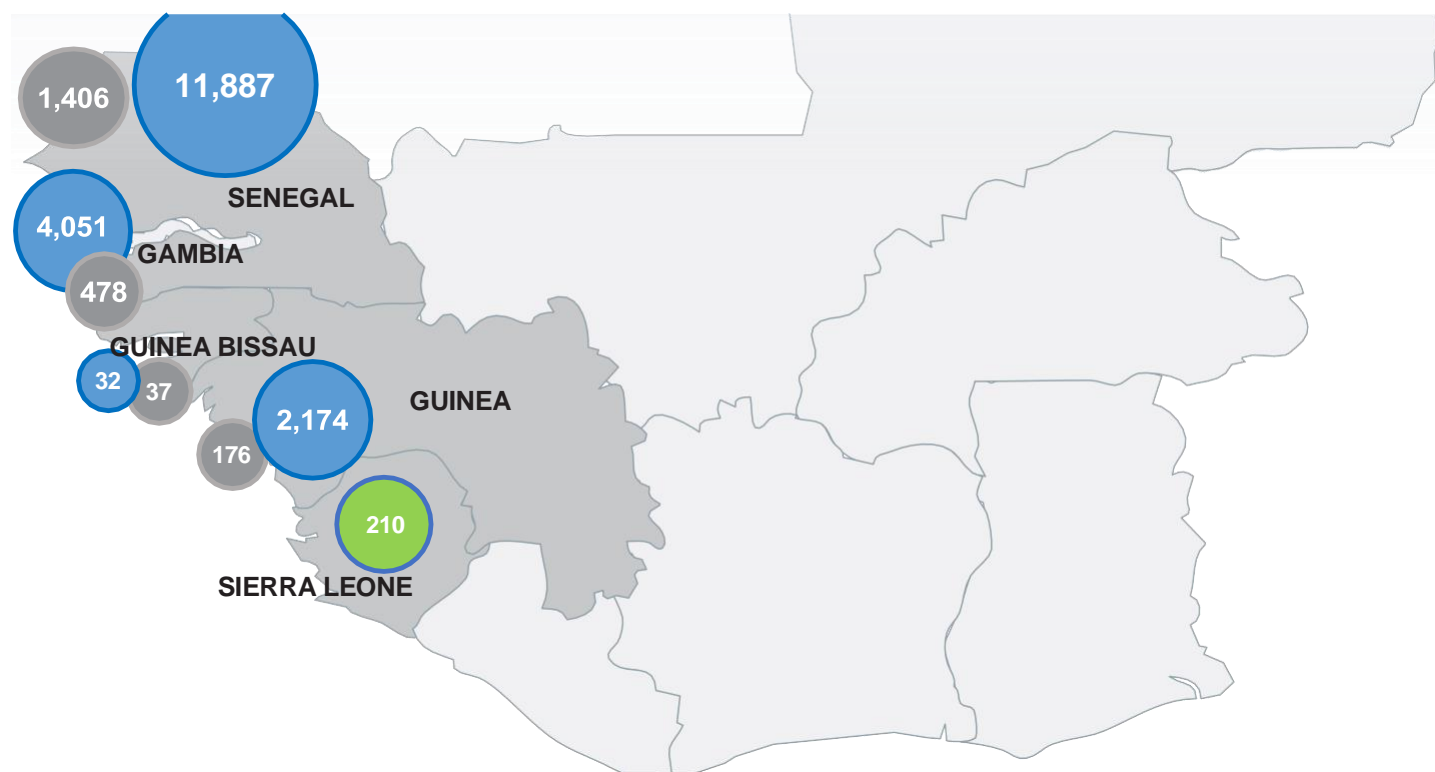 11,887
1,406
SENEGAL
4,051
GAMBIA
478
GUINEA BISSAU
32
37
GUINEA
2,174
176
210
SIERRA LEONE